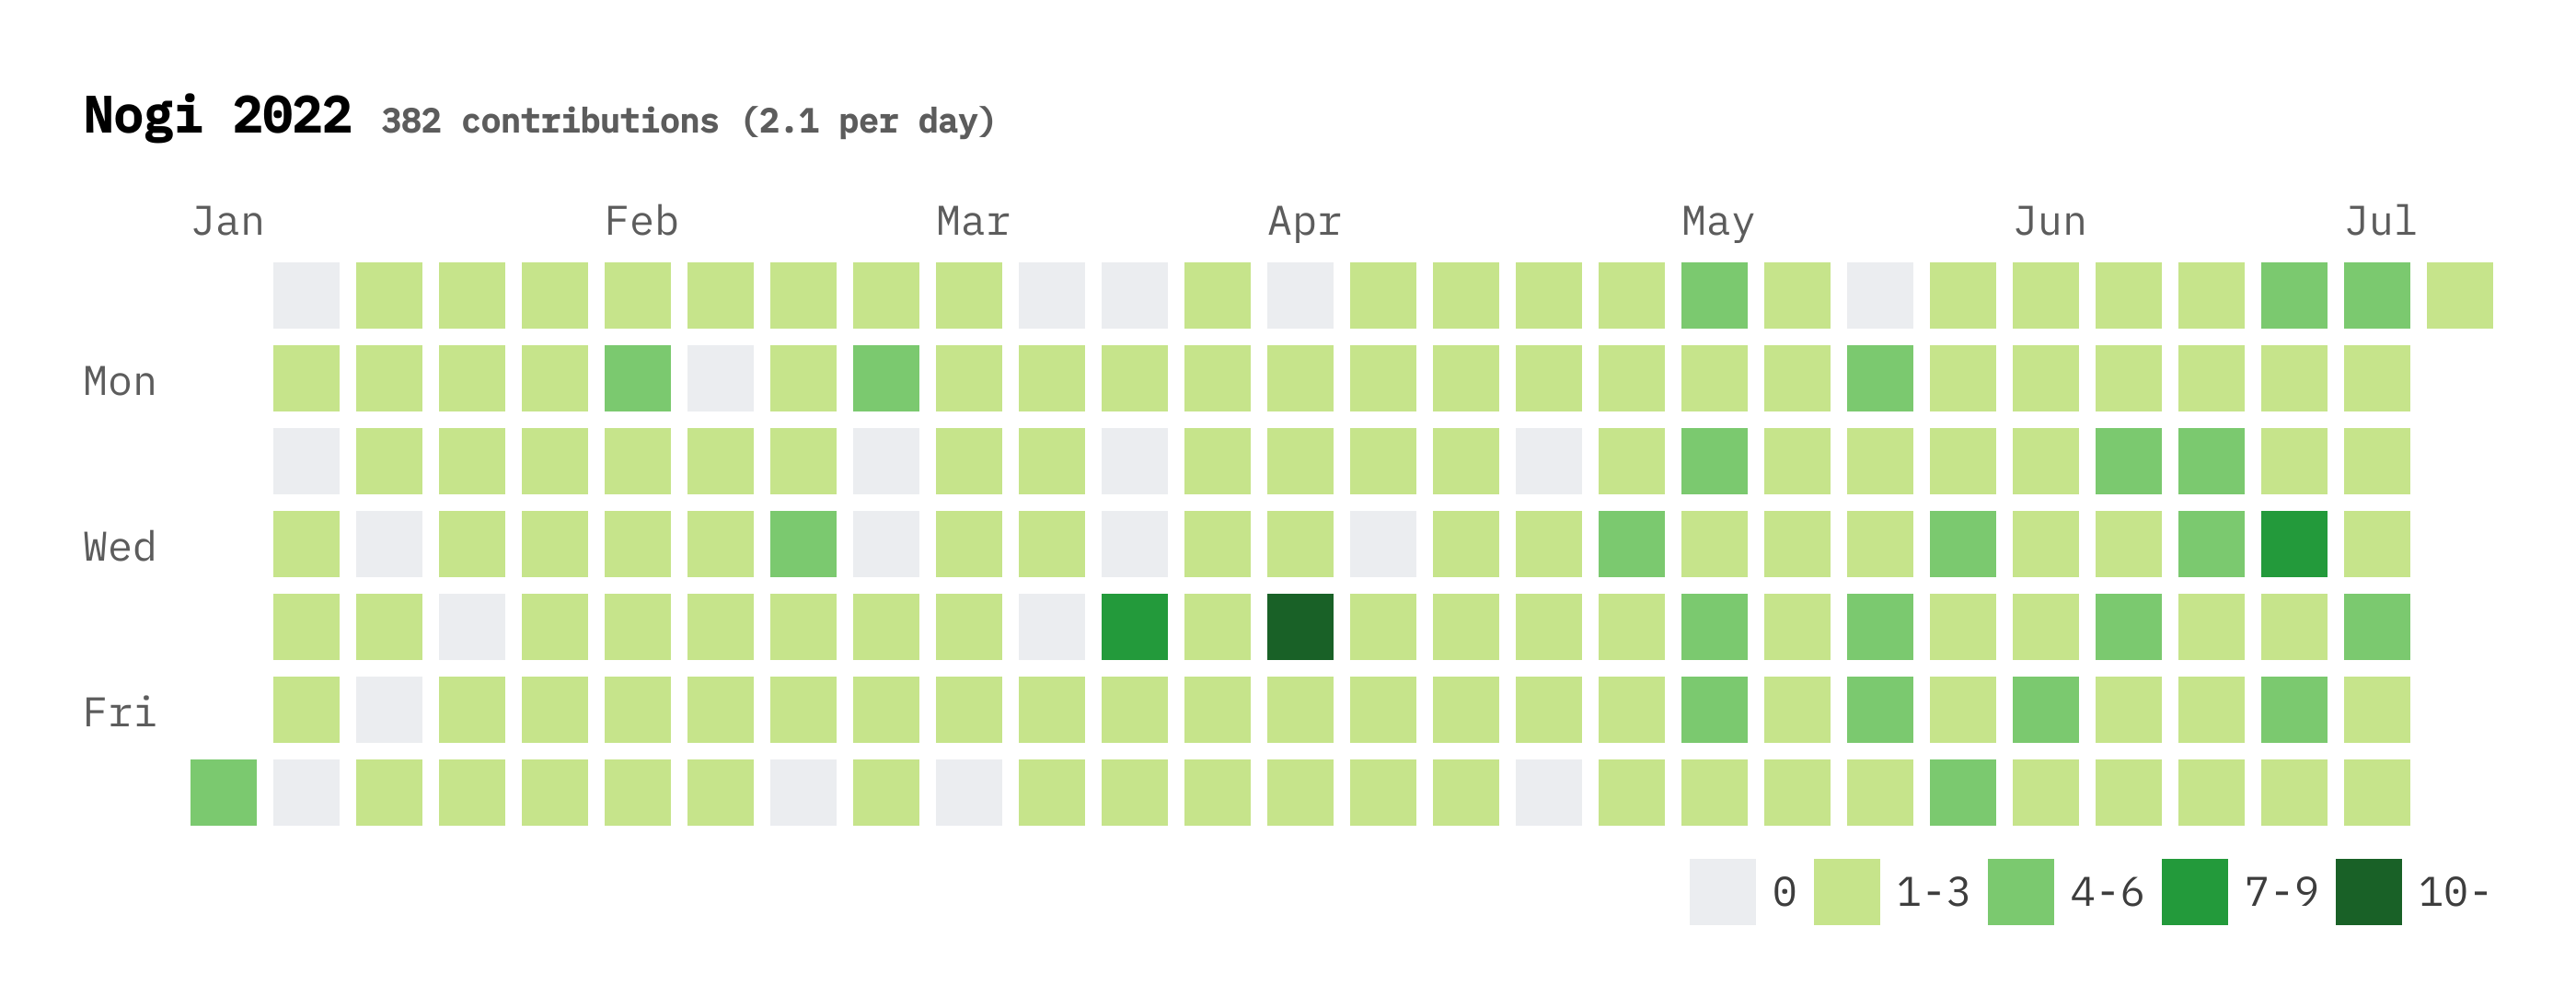 Nogi 2022 382 contributions (2.1 per day)
Jan Feb Mar Apr May Jun Jul
Mon
Wed
Fri
0 1-3 4-6 7-9 10-